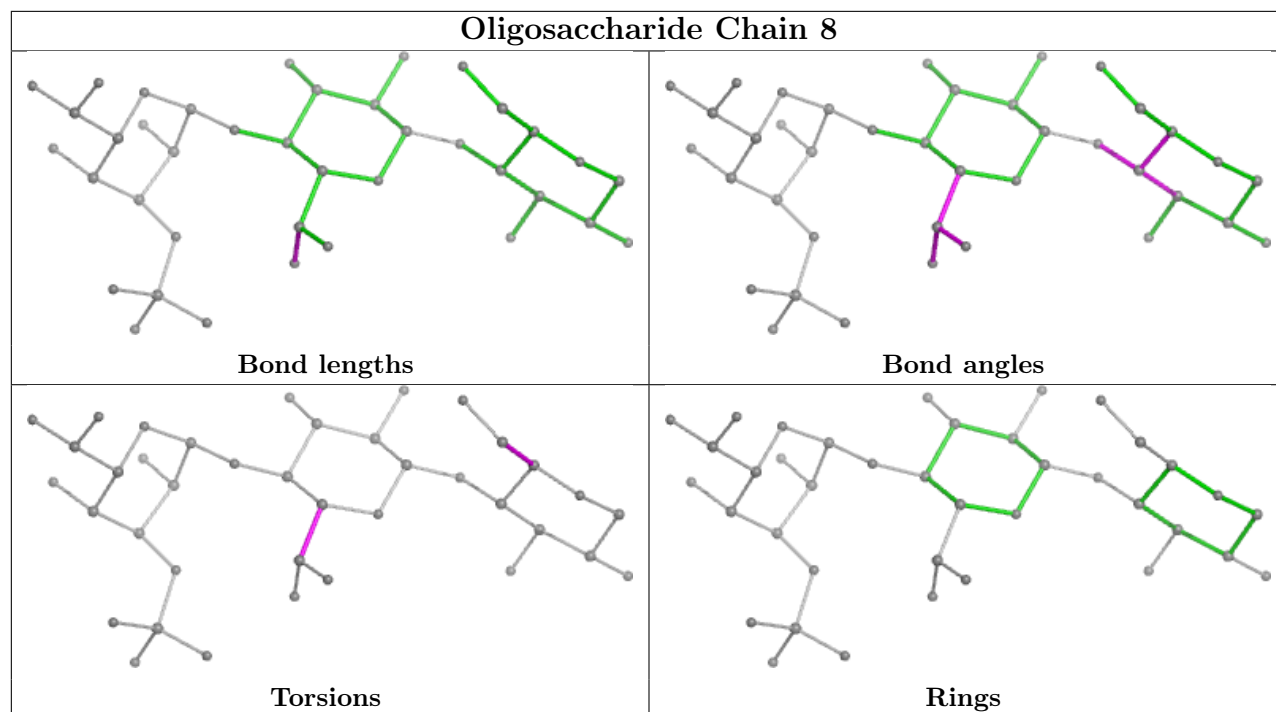 Oligosaccharide Chain 8
Bond lengths
Bond angles
Torsions
Rings